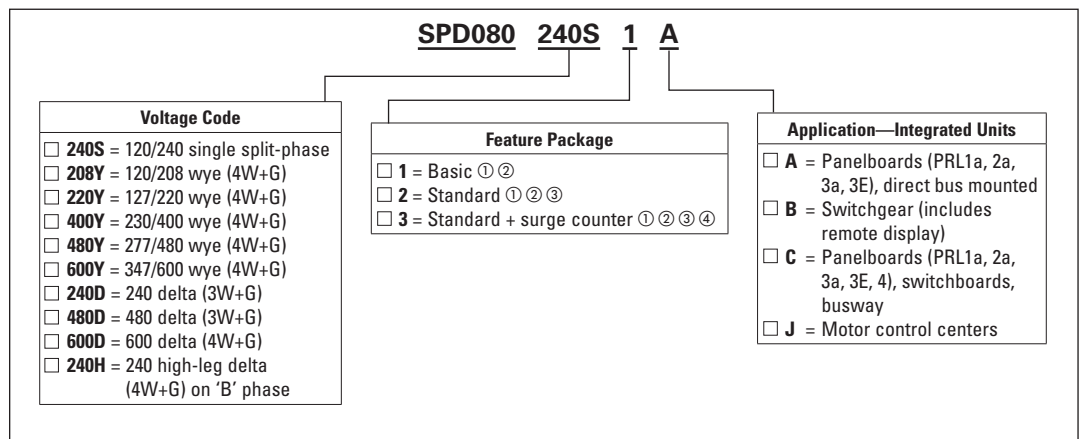 SPD080 240S 1 A
Voltage Code
☐ 240S = 120/240 single split-phase
☐ 208Y = 120/208 wye (4W+G)
☐ 220Y = 127/220 wye (4W+G)
☐ 400Y = 230/400 wye (4W+G)
☐ 480Y = 277/480 wye (4W+G)
☐ 600Y = 347/600 wye (4W+G)
☐ 240D = 240 delta (3W+G)
☐ 480D = 480 delta (3W+G)
☐ 600D = 600 delta (4W+G)
☐ 240H = 240 high-leg delta
(4W+G) on ‘B’ phase
Feature Package
☐ 1 = Basic ① ②
☐ 2 = Standard ① ② ③
☐ 3 = Standard + surge counter ① ② ③ ④
Application—Integrated Units
☐ A = Panelboards (PRL1a, 2a,
3a, 3E), direct bus mounted
☐ B = Switchgear (includes
remote display)
☐ C = Panelboards (PRL1a, 2a,
3a, 3E, 4), switchboards,
busway
☐ J = Motor control centers